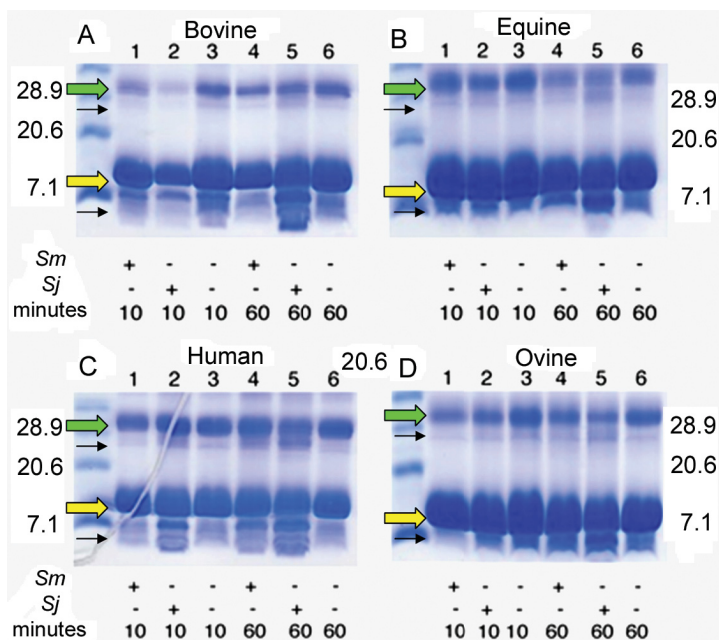 A Bovine
1 2 3 4 5 6
28.9
20.6
7.1
Sm + - - + - -
Sj - + - - + -
minutes 10 10 10 60 60 60
B Equine
1 2 3 4 5 6
28.9
20.6
7.1
+ - - + - -
- + - - + -
10 10 10 60 60 60
C Human
1 2 3 4 5 6
28.9
20.6
7.1
Sm + - - + - -
Sj - + - - + -
minutes 10 10 10 60 60 60
20.6 D Ovine
1 2 3 4 5 6
28.9
20.6
7.1
+ - - + - -
- + - - + -
10 10 10 60 60 60